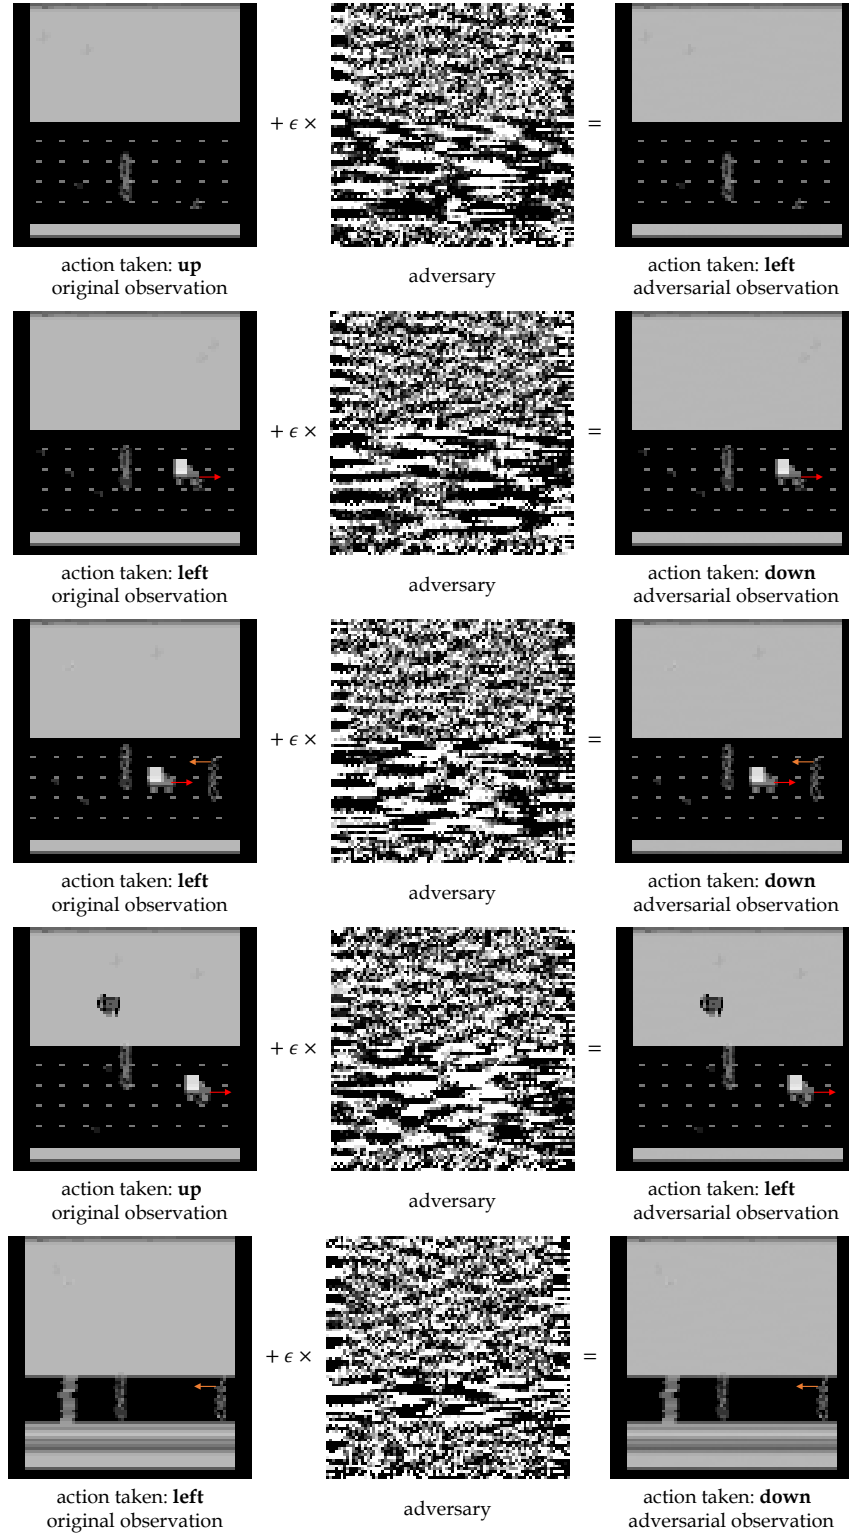 + ϵ ×
=
action taken: up
original observation
adversary
action taken: left
adversarial observation
+ ϵ ×
=
action taken: left
original observation
adversary
action taken: down
adversarial observation
+ ϵ ×
=
action taken: left
original observation
adversary
action taken: down
adversarial observation
+ ϵ ×
=
action taken: up
original observation
adversary
action taken: left
adversarial observation
+ ϵ ×
=
action taken: left
original observation
adversary
action taken: down
adversarial observation